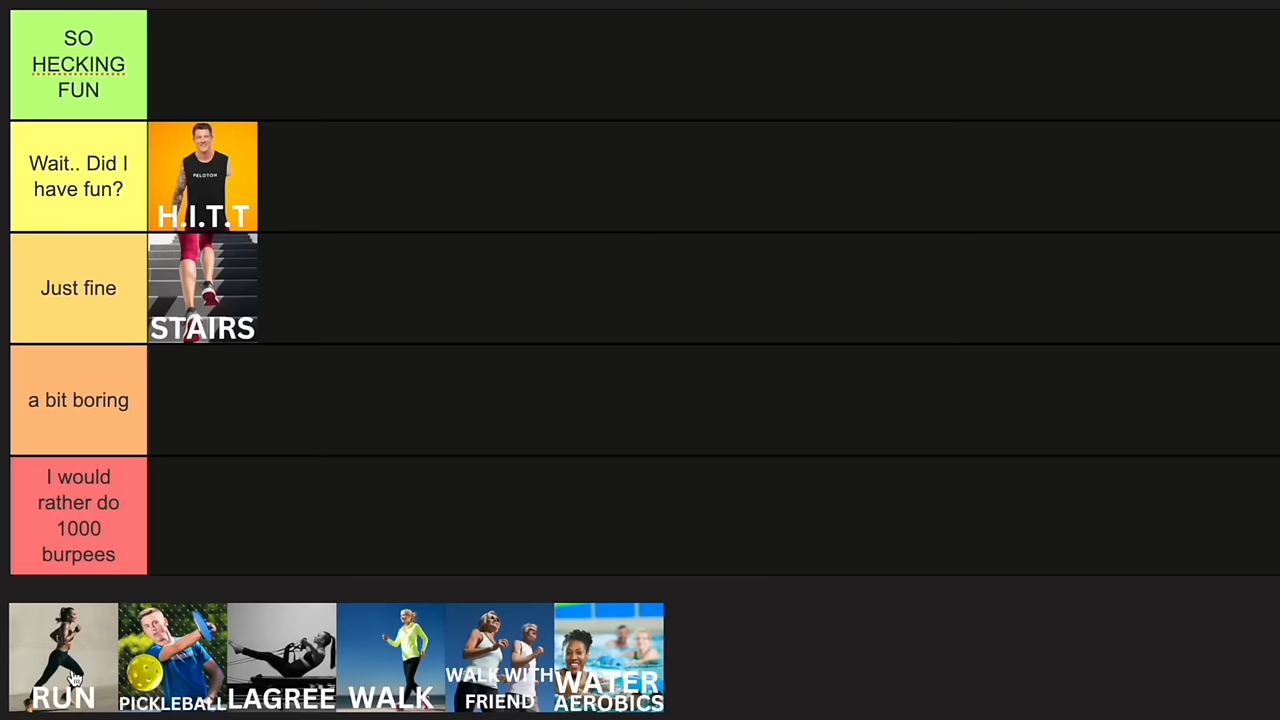 SO
HECKING
FUN
Wait.. Did I
have fun?
PELOTON
H.I.T.T
Just fine
STAIRS
a bit boring
I would
rather do
1000
burpees
RUN
PICKLEBALL
LAGREE
WALK
WALK WITH
FRIEND
WATER
AEROBICS